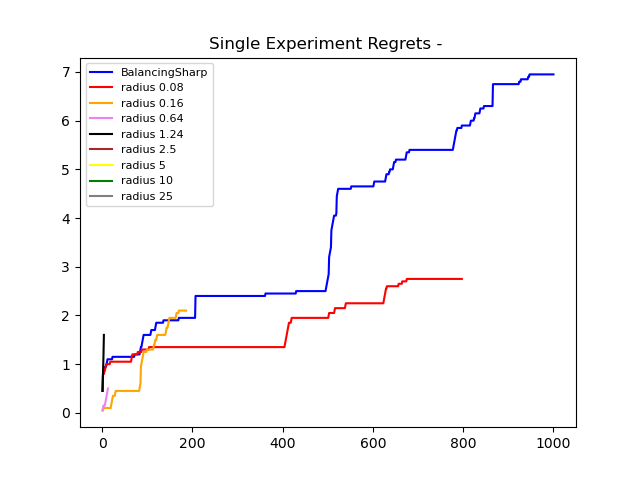 Single Experiment Regrets -
BalancingSharp
radius 0.08
radius 0.16
radius 0.64
radius 1.24
radius 2.5
radius 5
radius 10
radius 25
7
6
5
4
3
2
1
0
0 200 400 600 800 1000